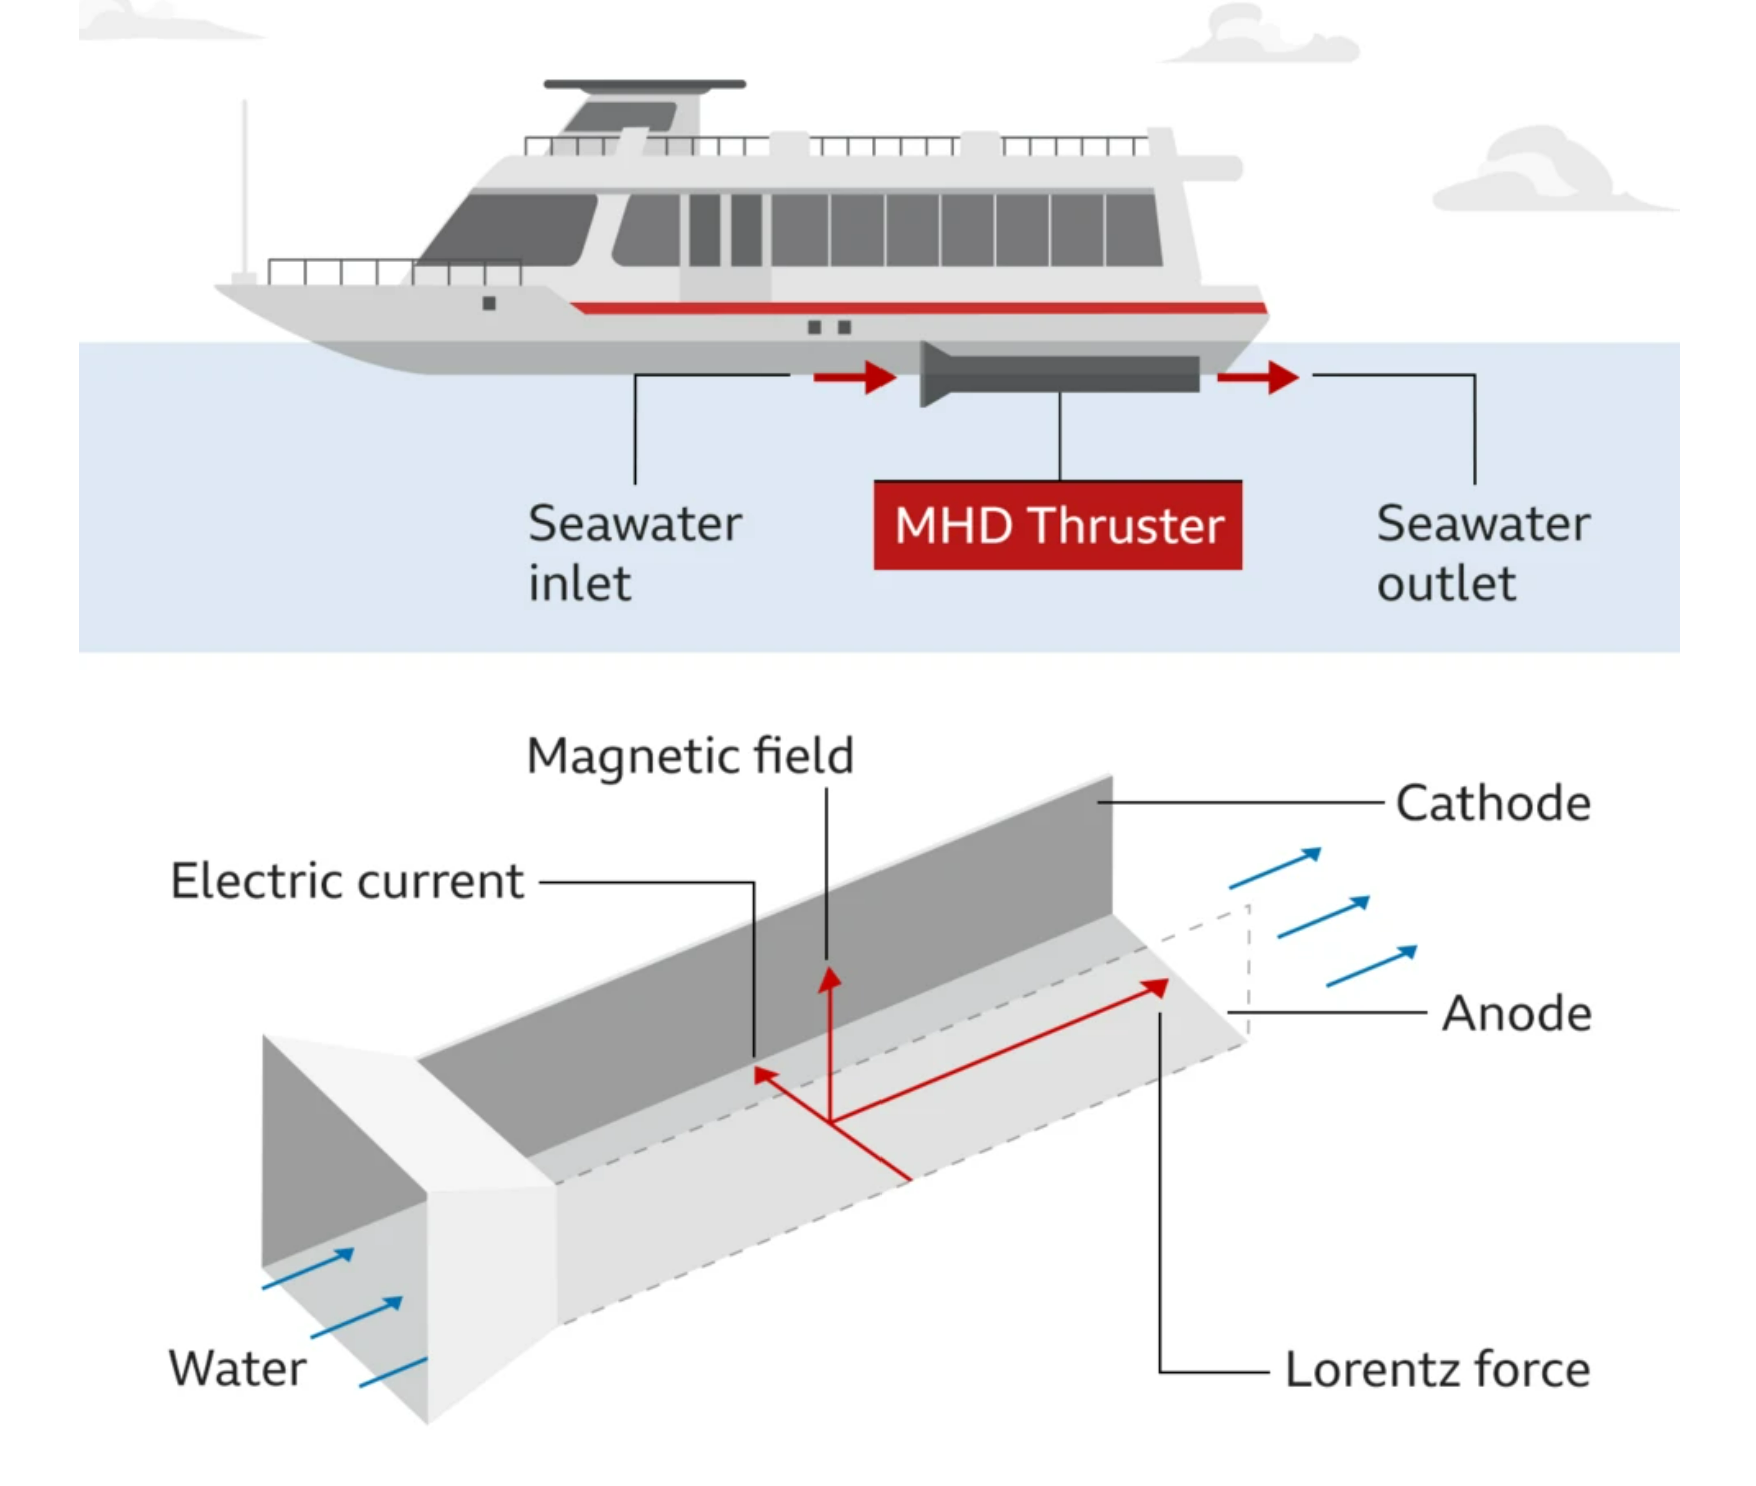 Seawater
inlet
MHD Thruster
Seawater
outlet
Magnetic field
Cathode
Electric current
Anode
Water
Lorentz force